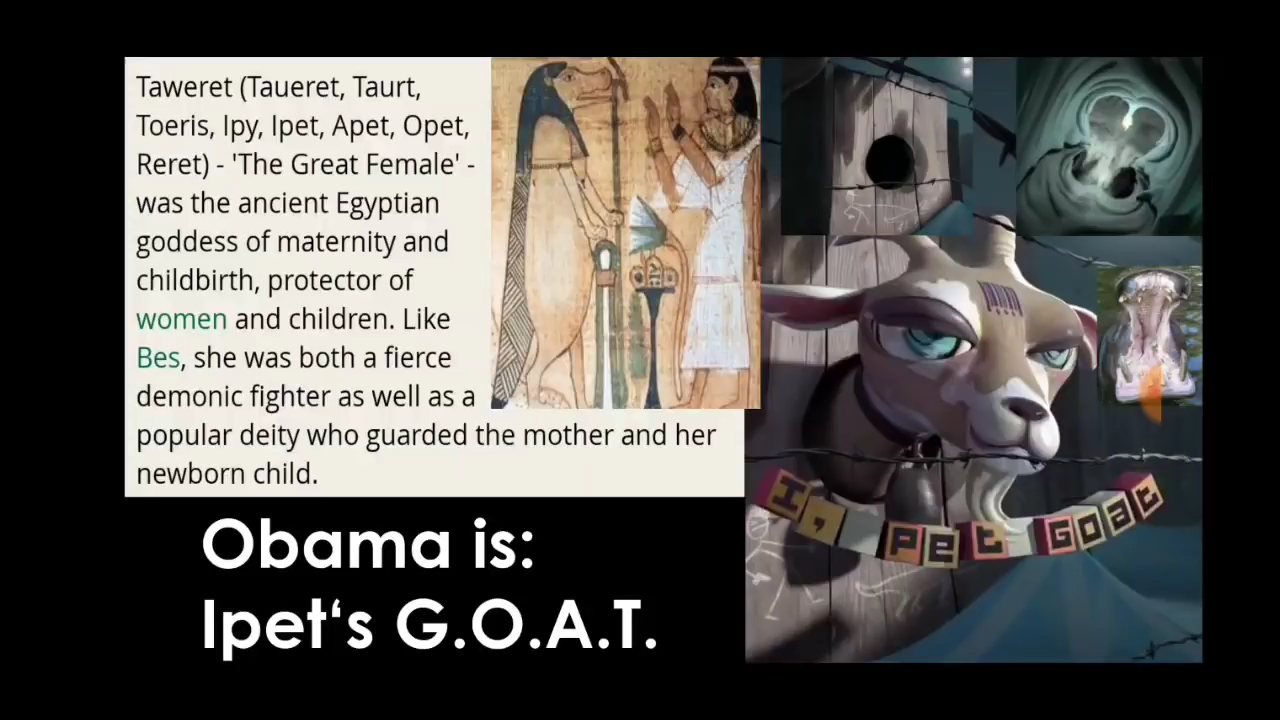 Taweret (Taueret, Taurt,
Toeris, Ipy, Ipet, Apet, Opet,
Reret) - 'The Great Female' -
was the ancient Egyptian
goddess of maternity and
childbirth, protector of
women and children. Like
Bes, she was both a fierce
demonic fighter as well as a
popular deity who guarded the mother and her
newborn child.
Obama is:
Ipet‘s G.O.A.T.
I, Pet Goat